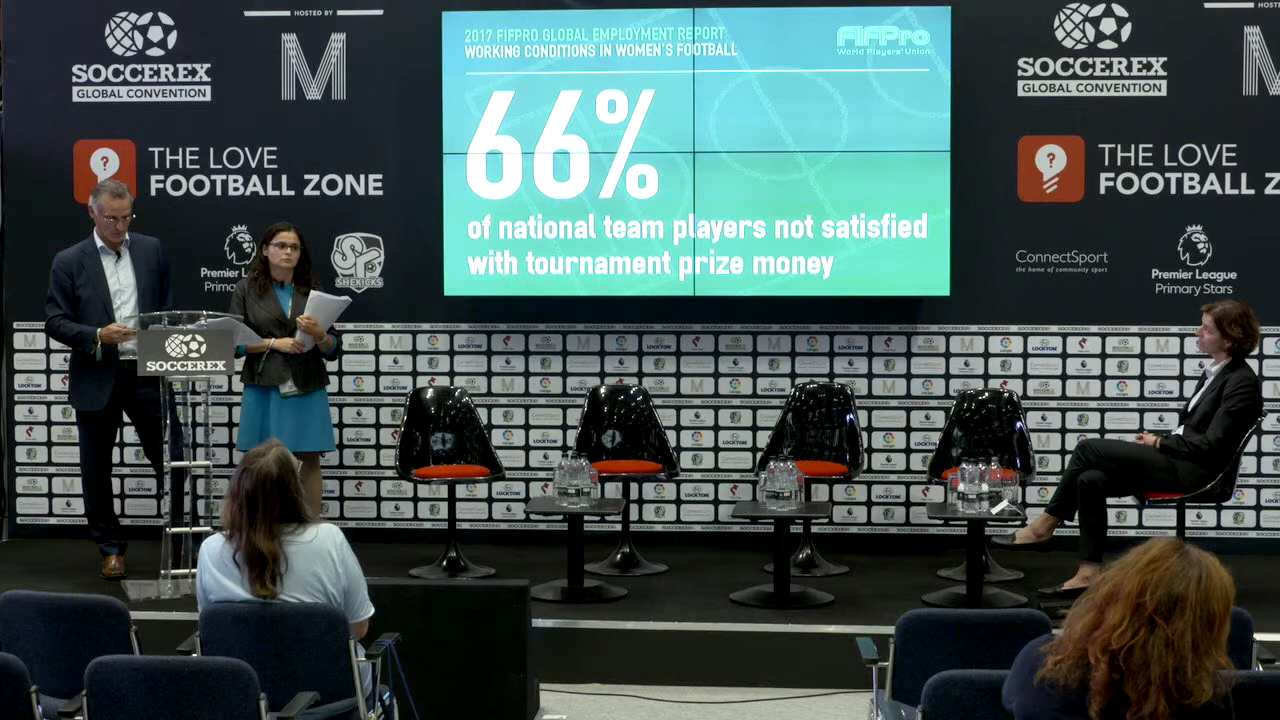 HOSTED BY
M
SOCCEREX
GLOBAL CONVENTION
THE LOVE
FOOTBALL ZONE
Premier
SHEKICKS
2017 FIFPRO GLOBAL EMPLOYMENT REPORT
WORKING CONDITIONS IN WOMEN'S FOOTBALL
FIFPro
World Players' Union
66%
of national team players not satisfied
with tournament prize money
SOCCEREX
GLOBAL CONVENTION
M
THE LOVE
FOOTBALL Z
ConnectSport
the home of community sport
Premier League
Primary Stars
SOCCEREX
LOCKTON